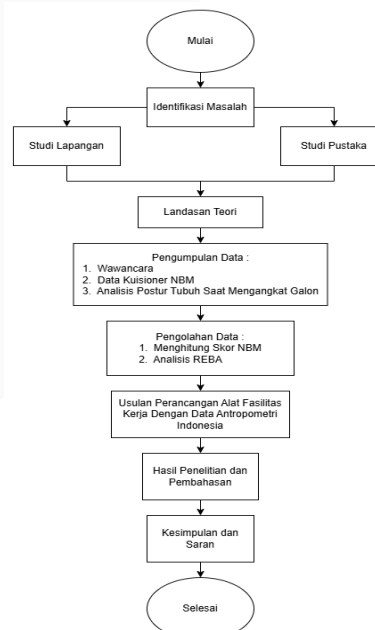 Mulai
Identifikasi Masalah
Studi Lapangan
Studi Pustaka
Landasan Teori
Pengumpulan Data :
1. Wawancara
2. Data Kuisioner NBM
3. Analisis Postur Tubuh Saat Mengangkat Galon
Pengolahan Data :
1. Menghitung Skor NBM
2. Analisis REBA
Usulan Perancangan Alat Fasilitas
Kerja Dengan Data Antropometri
Indonesia
Hasil Penelitian dan
Pembahasan
Kesimpulan dan
Saran
Selesai